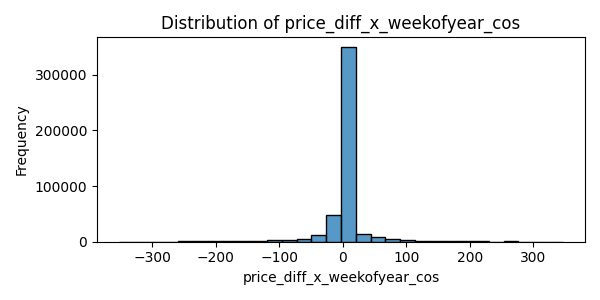 Distribution of price_diff_x_weekofyear_cos
Frequency
300000
200000
100000
0
−300 −200 −100 0 100 200 300
price_diff_x_weekofyear_cos